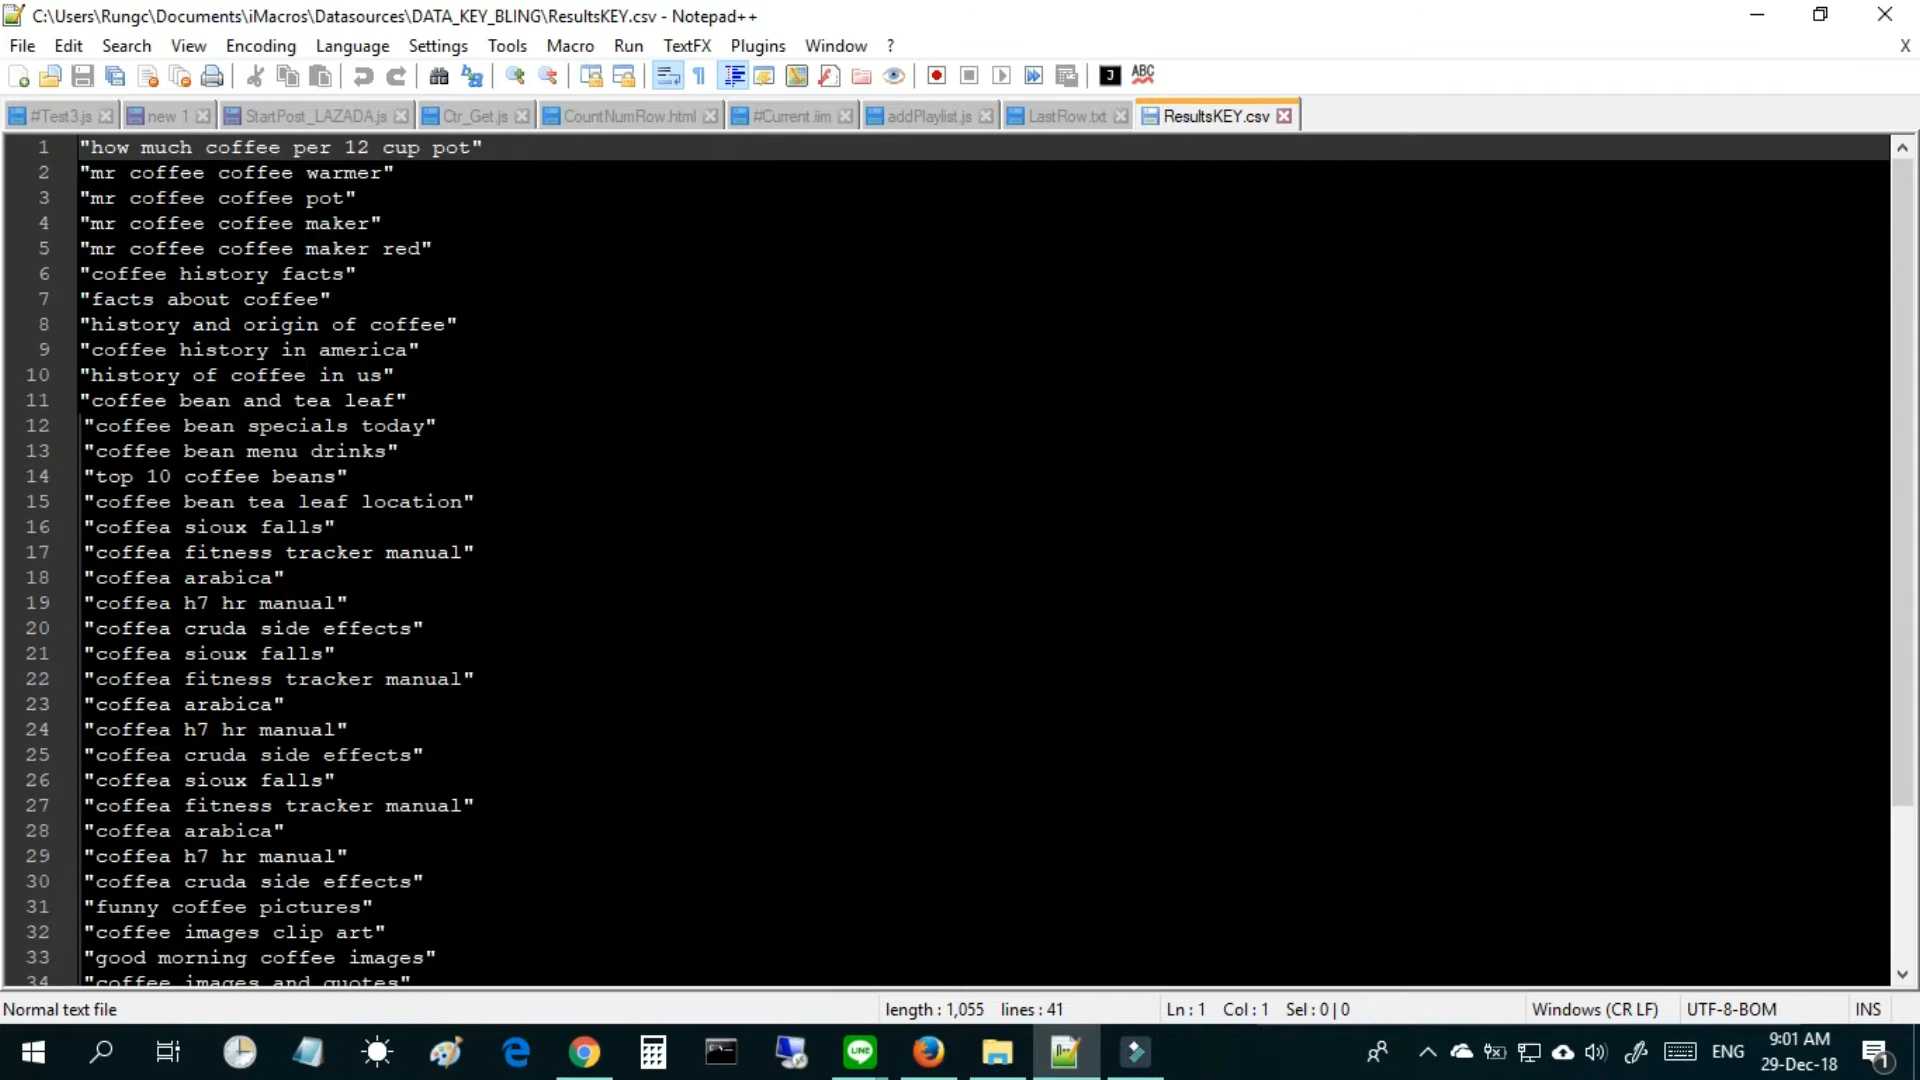 C:\Users\Rungc\Documents\iMacros\Datasources\DATA_KEY_BLING\ResultsKEY.csv - Notepad++
File Edit Search View Encoding Language Settings Tools Macro Run TextFX Plugins Window ? X
ABC
#Test3.js new 1 StartPost_LAZADA.js Ctr_Get.js CountNumRow.html #Current.iim addPlaylist.js LastRow.txt ResultsKEY.csv
1 "how much coffee per 12 cup pot"
2 "mr coffee coffee warmer"
3 "mr coffee coffee pot"
4 "mr coffee coffee maker"
5 "mr coffee coffee maker red"
6 "coffee history facts"
7 "facts about coffee"
8 "history and origin of coffee"
9 "coffee history in america"
10 "history of coffee in us"
11 "coffee bean and tea leaf"
12 "coffee bean specials today"
13 "coffee bean menu drinks"
14 "top 10 coffee beans"
15 "coffee bean tea leaf location"
16 "coffea sioux falls"
17 "coffea fitness tracker manual"
18 "coffea arabica"
19 "coffea h7 hr manual"
20 "coffea cruda side effects"
21 "coffea sioux falls"
22 "coffea fitness tracker manual"
23 "coffea arabica"
24 "coffea h7 hr manual"
25 "coffea cruda side effects"
26 "coffea sioux falls"
27 "coffea fitness tracker manual"
28 "coffea arabica"
29 "coffea h7 hr manual"
30 "coffea cruda side effects"
31 "funny coffee pictures"
32 "coffee images clip art"
33 "good morning coffee images"
34 "coffee images and quotes"
Normal text file length : 1,055 lines : 41 Ln : 1 Col : 1 Sel : 0 | 0 Windows (CR LF) UTF-8-BOM INS
LINE ENG 9:01 AM
29-Dec-18 1